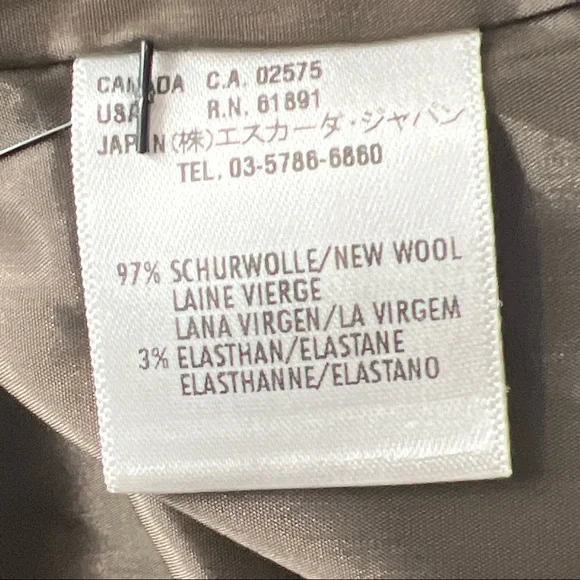 CANADA C.A. 02575
USA R.N. 81891
JAPAN (株)エスカーダ・ジャパン
TEL. 03-5786-6860
97% SCHURWOLLE/NEW WOOL
LAINE VIERGE
LANA VIRGEN/LA VIRGEM
3% ELASTHAN/ELASTANE
ELASTHANNE/ELASTANO